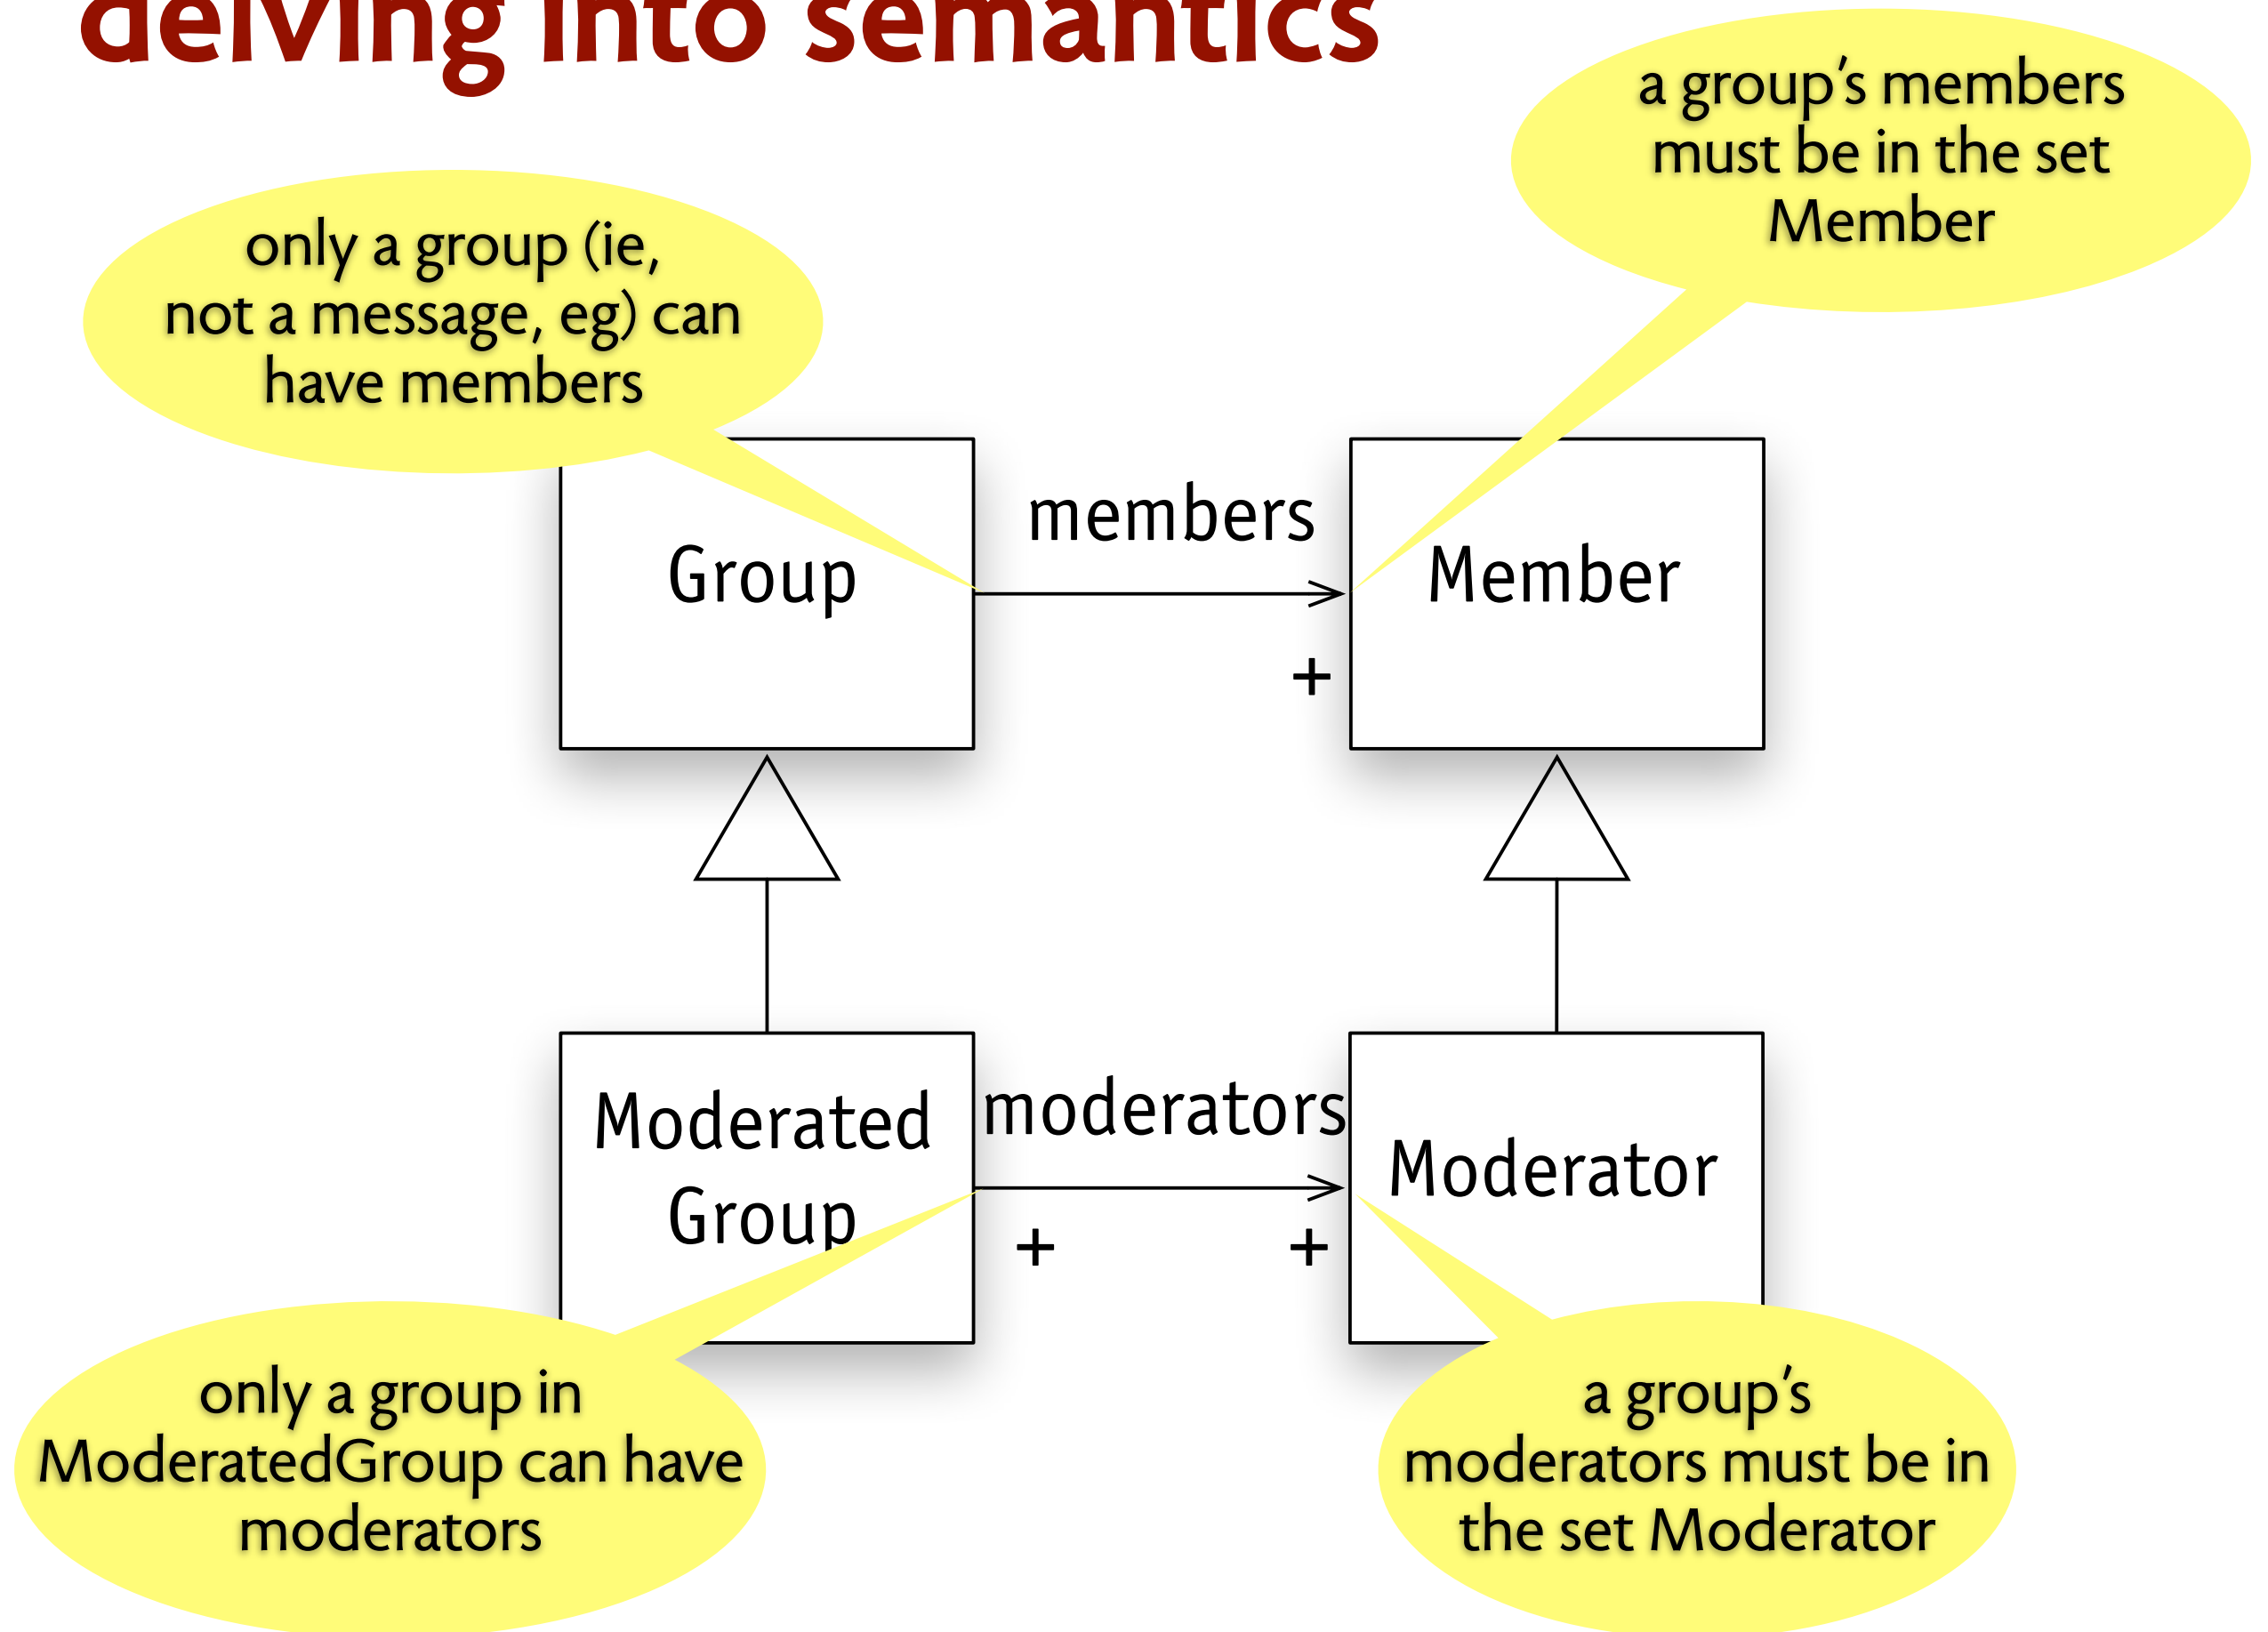 delving into semantics
a group's members
must be in the set
Member
only a group (ie,
not a message, eg) can
have members
members
Group
Member
+
Moderated
Group
moderators
Moderator
+
+
only a group in
ModeratedGroup can have
moderators
a group's
moderators must be in
the set Moderator